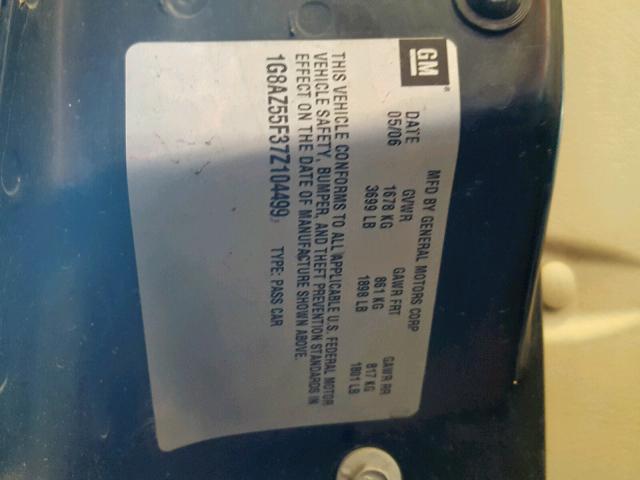 GM ®
MFD BY GENERAL MOTORS CORP
DATE GVWR GAWR FRT GAWR RR
05/06 1678 KG 861 KG 817 KG
3699 LB 1898 LB 1801 LB
THIS VEHICLE CONFORMS TO ALL APPLICABLE U.S. FEDERAL MOTOR
VEHICLE SAFETY, BUMPER, AND THEFT PREVENTION STANDARDS IN
EFFECT ON THE DATE OF MANUFACTURE SHOWN ABOVE.
1G8AZ55F37Z104499 TYPE: PASS CAR